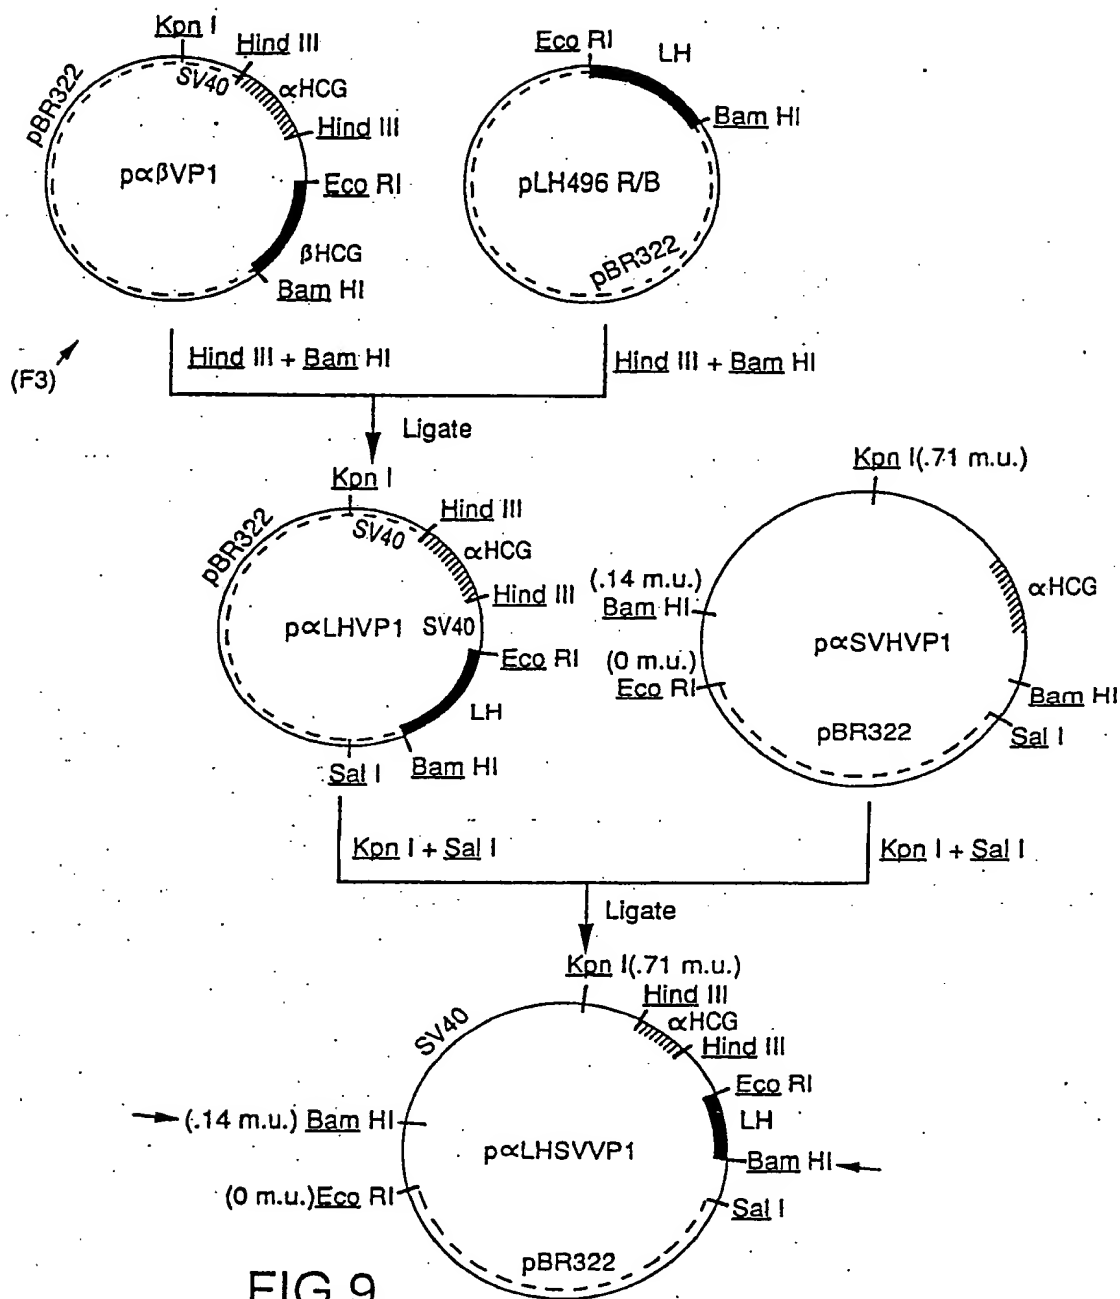 Kpn I
Hind III
SV40
αHCG
pBR322
Hind III
pαβVP1
Eco RI
βHCG
Bam HI
Eco RI
LH
Bam HI
pLH496 R/B
pBR322
(F3)
Hind III + Bam HI
Hind III + Bam HI
Ligate
Kpn I
Hind III
SV40
αHCG
pBR322
Hind III
pαLHVP1
SV40
Eco RI
LH
Bam HI
Sal I
Kpn I(.71 m.u.)
(.14 m.u.)
Bam HI
αHCG
pαSVHVP1
(0 m.u.)
Eco RI
Bam HI
pBR322
Sal I
Kpn I + Sal I
Kpn I + Sal I
Ligate
Kpn I(.71 m.u.)
Hind III
αHCG
SV40
Hind III
Eco RI
LH
(.14 m.u.) Bam HI
pαLHSVVP1
Bam HI
(0 m.u.)Eco RI
Sal I
pBR322
FIG.9